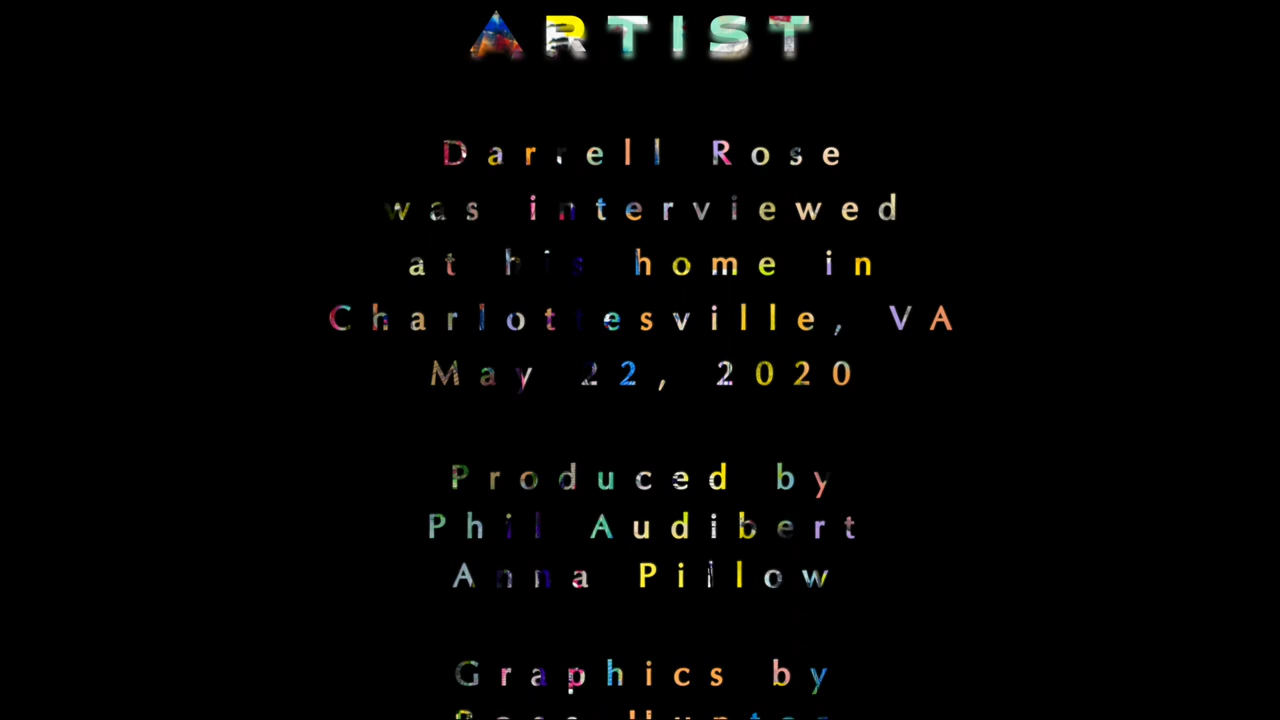 ARTIST
Darrell Rose
was interviewed
at his home in
Charlottesville, VA
May 22, 2020
Produced by
Phil Audibert
Anna Pillow
Graphics by